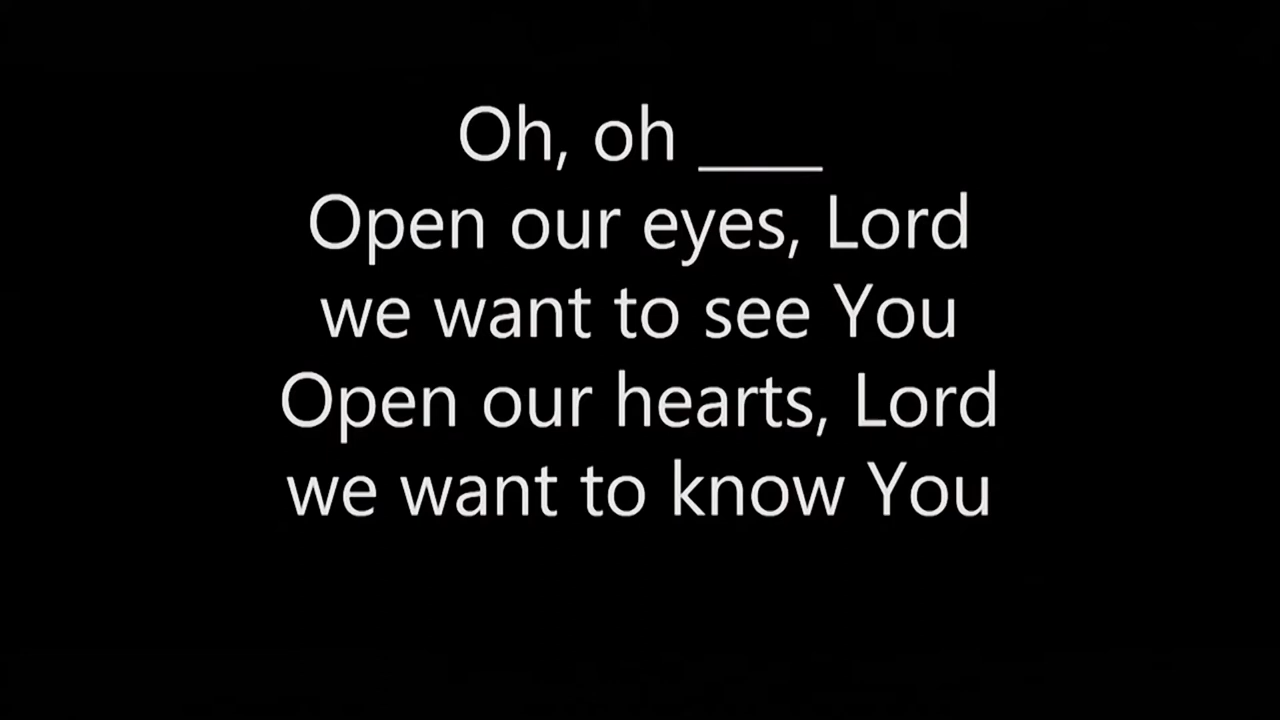 Oh, oh ____
Open our eyes, Lord
we want to see You
Open our hearts, Lord
we want to know You